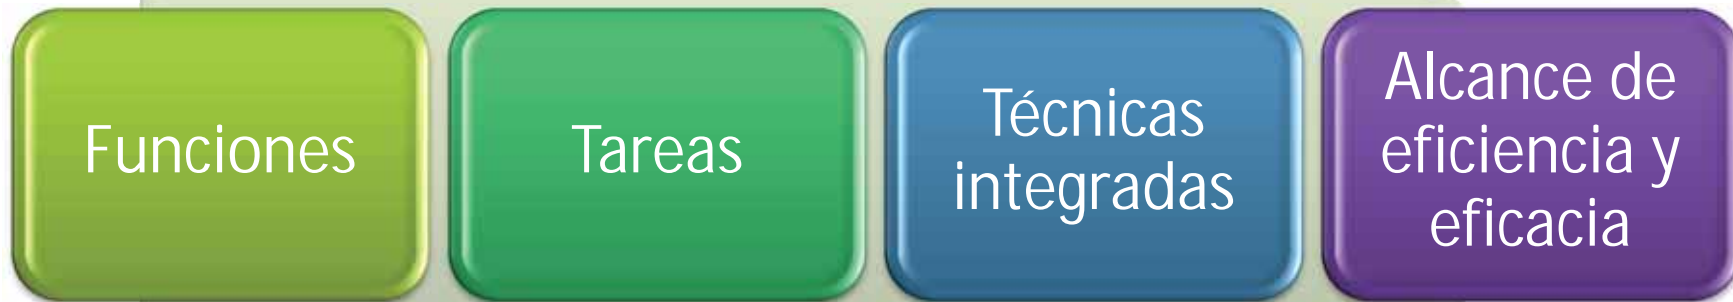 Funciones
Tareas
Técnicas
integradas
Alcance de
eficiencia y
eficacia